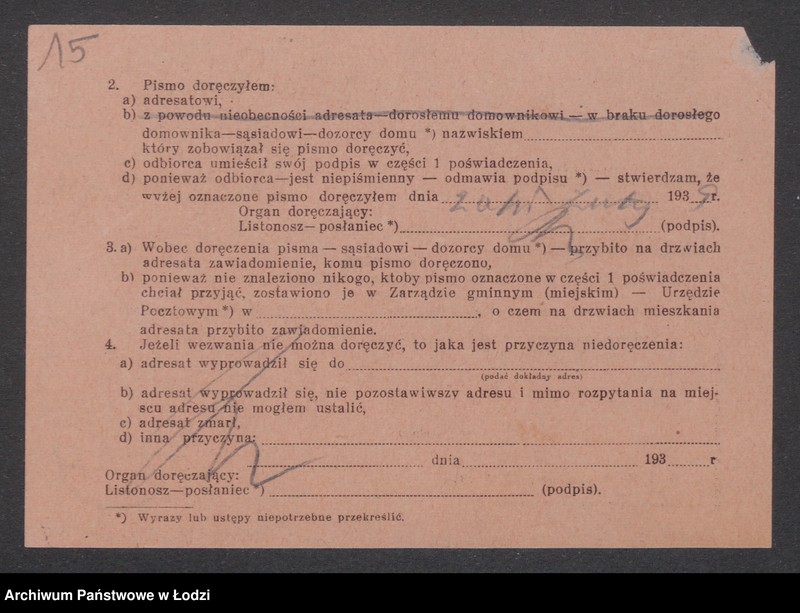 15
2. Pismo doręczyłem:
a) adresatowi,
b) z powodu nieobecności adresata—dorosłemu domownikowi — w braku dorosłego
domownika—sąsiadowi—dozorcy domu *) nazwiskiem
który zobowiązał się pismo doręczyć,
c) odbiorca umieścił swój podpis w części 1 poświadczenia,
d) ponieważ odbiorca—jest niepiśmienny — odmawia podpisu *) — stwierdzam, że
wyżej oznaczone pismo doręczyłem dnia 193 9 r.
Organ doręczający:
Listonosz— posłaniec *) (podpis).
3. a) Wobec doręczenia pisma — sąsiadowi — dozorcy domu *) — przybito na drzwiach
adresata zawiadomienie, komu pismo doręczono,
b) ponieważ nie znaleziono nikogo, ktoby pismo oznaczone w części 1 poświadczenia
chciał przyjąć, zostawiono je w Zarządzie gminnym (miejskim) — Urzędzie
Pocztowym *) w , o czem na drzwiach mieszkania
adresata przybito zawiadomienie.
4. Jeżeli wezwania nie można doręczyć, to jaka jest przyczyna niedoręczenia:
a) adresat wyprowadził się do
(podać dokładny adres)
b) adresat wyprowadził się, nie pozostawiwszy adresu i mimo rozpytania na miej-
scu adresu nie mogłem ustalić,
c) adresat zmarł,
d) inna przyczyna:
dnia 193 r
Organ doręczający:
Listonosz—posłaniec *) (podpis).
*) Wyrazy lub ustępy niepotrzebne przekreślić.
Archiwum Państwowe w Łodzi